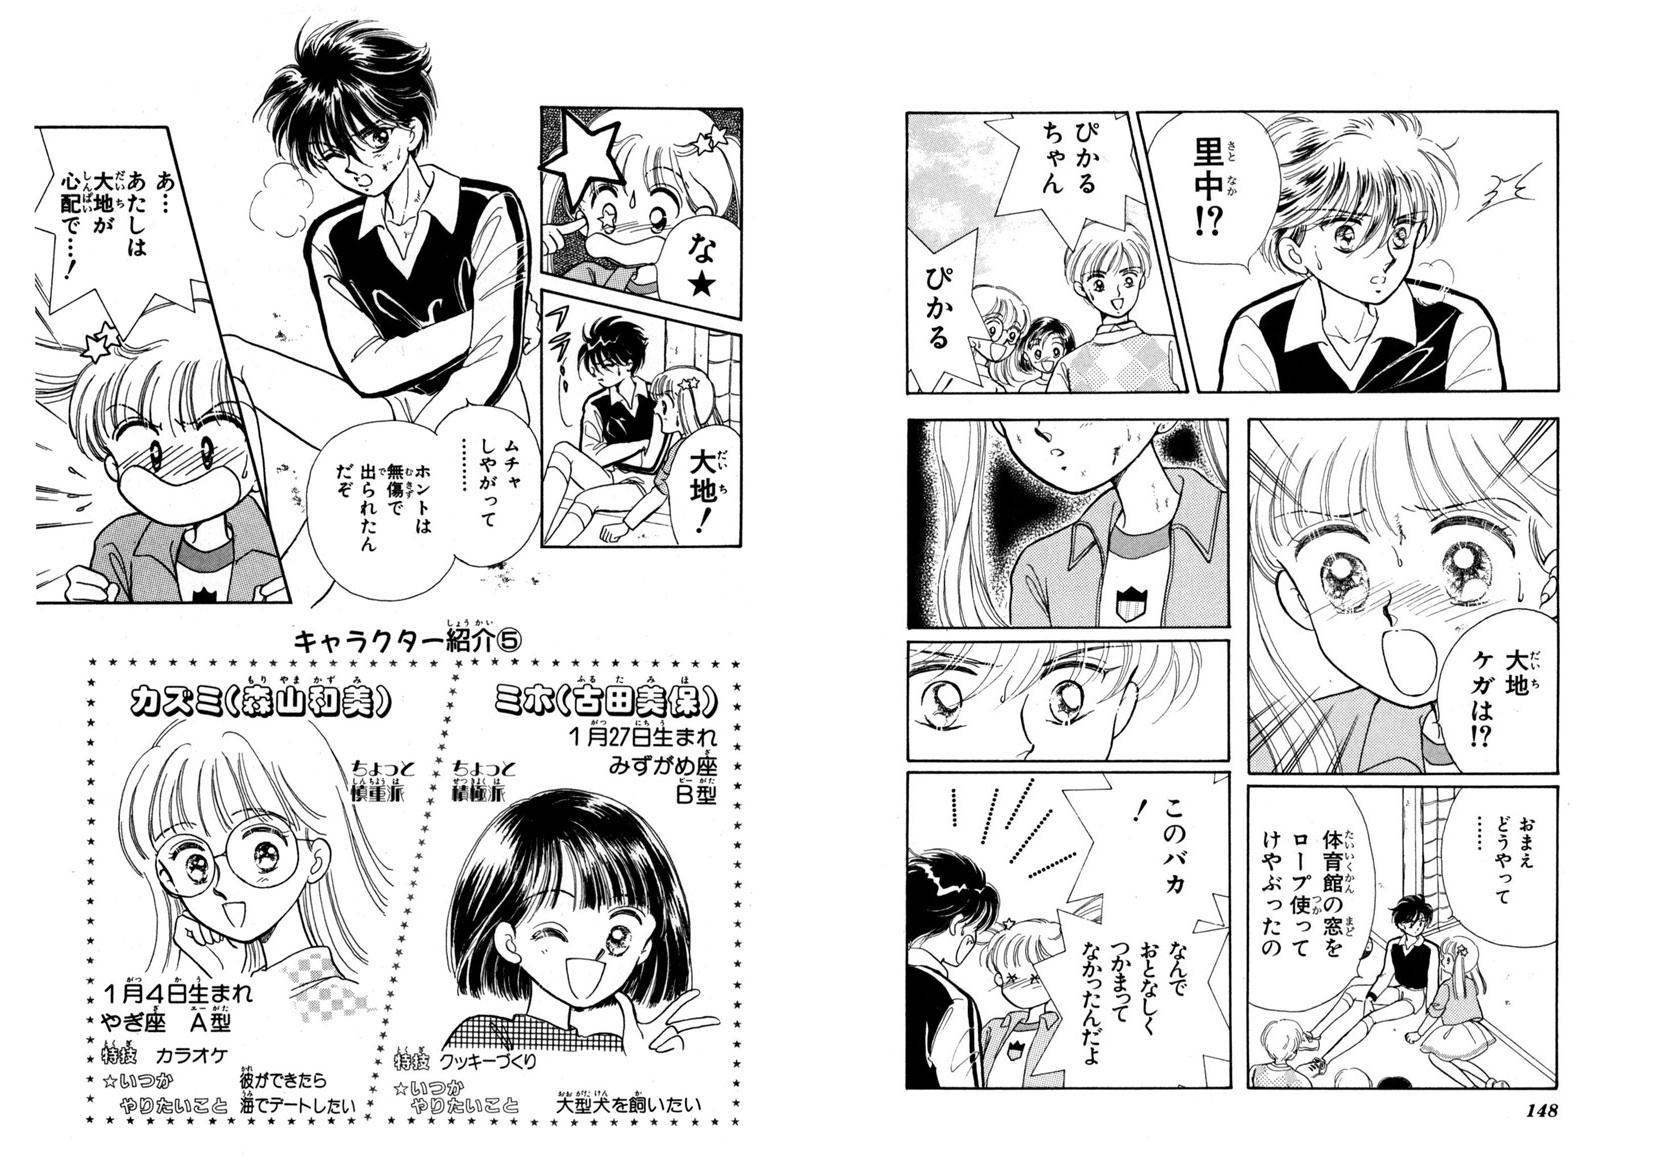 里中!?
ぴかる
ちゃん
ぴかる
大地
ケガは!?
おまえ
どうやって
……
体育館の窓を
ロープ使って
けやぶったの
このバカ
!
なんで
おとなしく
つかまって
なかったんだよ
148
な★
フラ…
大地!
ムチャ
しやがって
………
ホントは
無傷で
出られたん
だぞ
あ…
あたしは
大地が
心配で…!
キャラクター紹介⑤
ミホ(古田美保)
1月27日生まれ
みずがめ座
B型
ちょっと
積極派
特技 クッキーづくり
☆いつか
やりたいこと 大型犬を飼いたい
カズミ(森山和美)
ちょっと
慎重派
1月4日生まれ
やぎ座 A型
特技 カラオケ
☆いつか 彼ができたら
やりたいこと 海でデートしたい